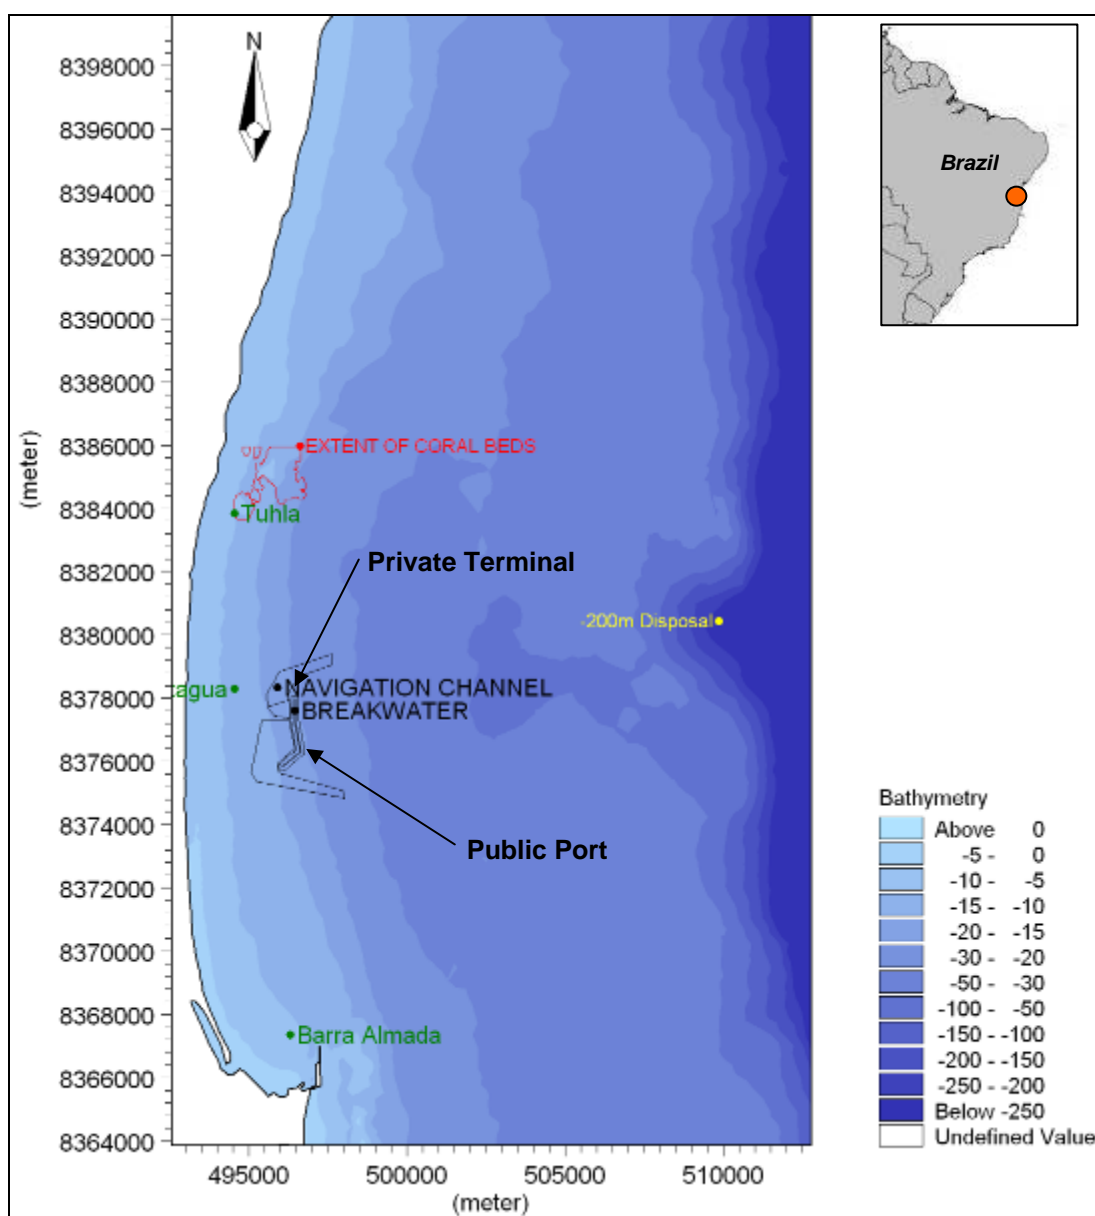 N
8398000
8396000
8394000
8392000
8390000
8388000
8386000
8384000
8382000
8380000
8378000
8376000
8374000
8372000
8370000
8368000
8366000
8364000
(meter)
EXTENT OF CORAL BEDS
Tuhla
Private Terminal
-200m Disposal
cagua
NAVIGATION CHANNEL
BREAKWATER
Public Port
Barra Almada
495000 500000 505000 510000
(meter)
Brazil
Bathymetry
Above 0
-5 - 0
-10 - -5
-15 - -10
-20 - -15
-30 - -20
-50 - -30
-100 - -50
-150 - -100
-200 - -150
-250 - -200
Below -250
Undefined Value